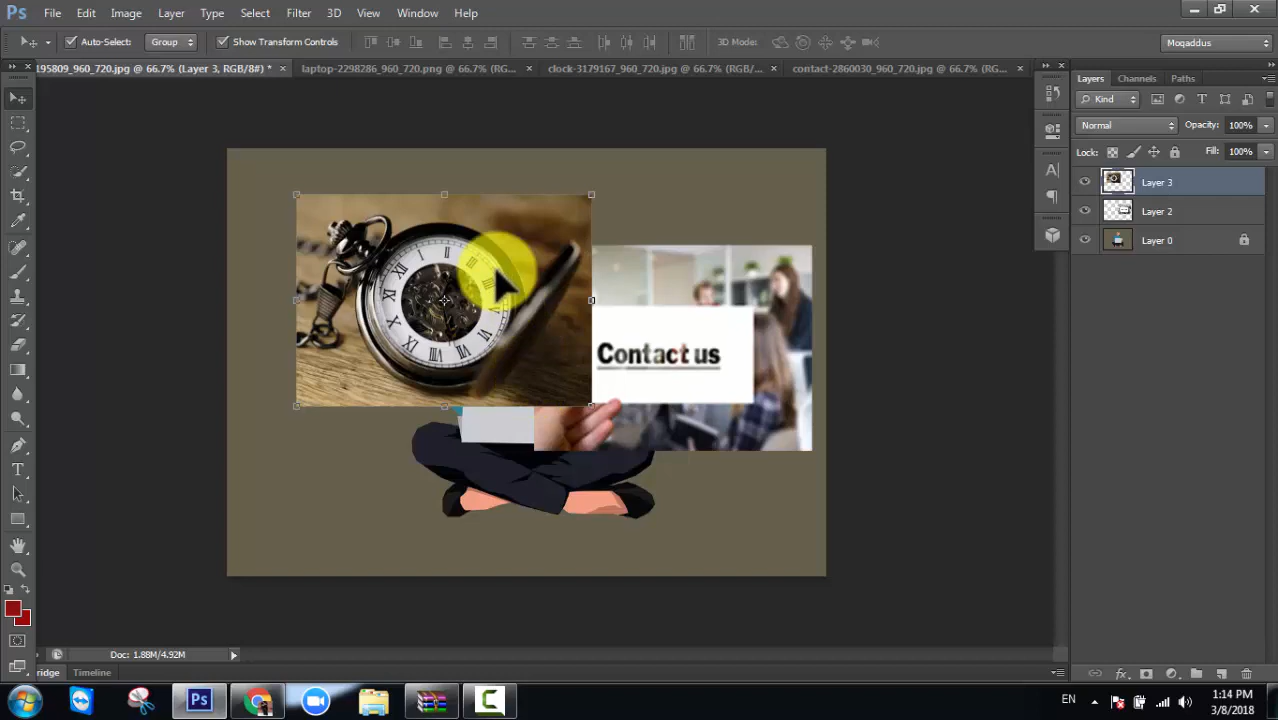 Ps File Edit Image Layer Type Select Filter 3D View Window Help
Auto-Select: Group Show Transform Controls 3D Mode: Moqaddus
195809_960_720.jpg @ 66.7% (Layer 3, RGB/8#) * × laptop-2298286_960_720.png @ 66.7% (RGB/... × clock-3179167_960_720.jpg @ 66.7% (RGB/... × contact-2860030_960_720.jpg @ 66.7% (RG... ×
Layers Channels Paths
Kind
Normal Opacity: 100%
Lock: Fill: 100%
Layer 3
Layer 2
Layer 0
Contact us
Doc: 1.88M/4.92M
ridge Timeline
Ps EN 1:14 PM
3/8/2018